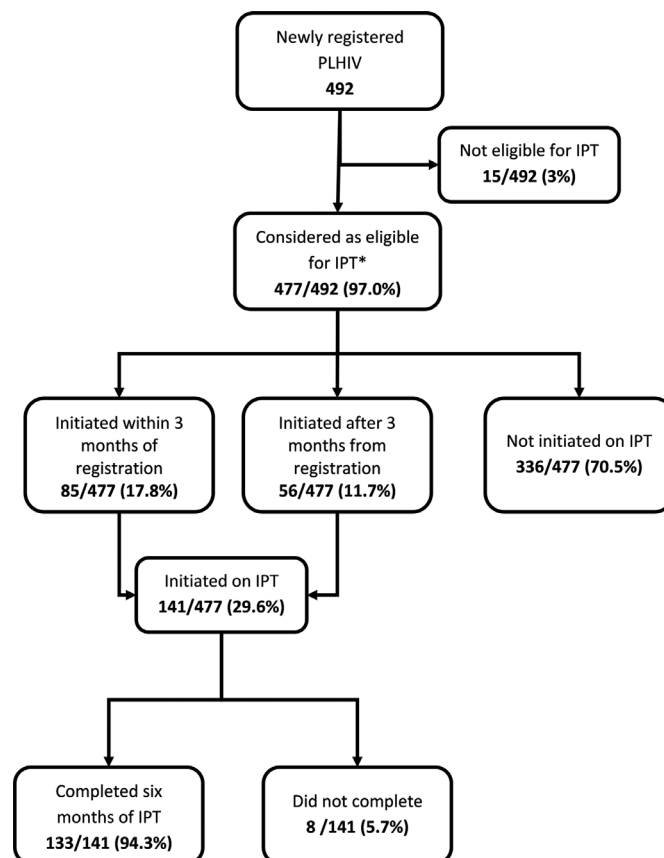 Newly registered
PLHIV
492
Not eligible for IPT
15/492 (3%)
Considered as eligible
for IPT*
477/492 (97.0%)
Initiated within 3
months of
registration
85/477 (17.8%)
Initiated after 3
months from
registration
56/477 (11.7%)
Not initiated on IPT
336/477 (70.5%)
Initiated on IPT
141/477 (29.6%)
Completed six
months of IPT
133/141 (94.3%)
Did not complete
8 /141 (5.7%)